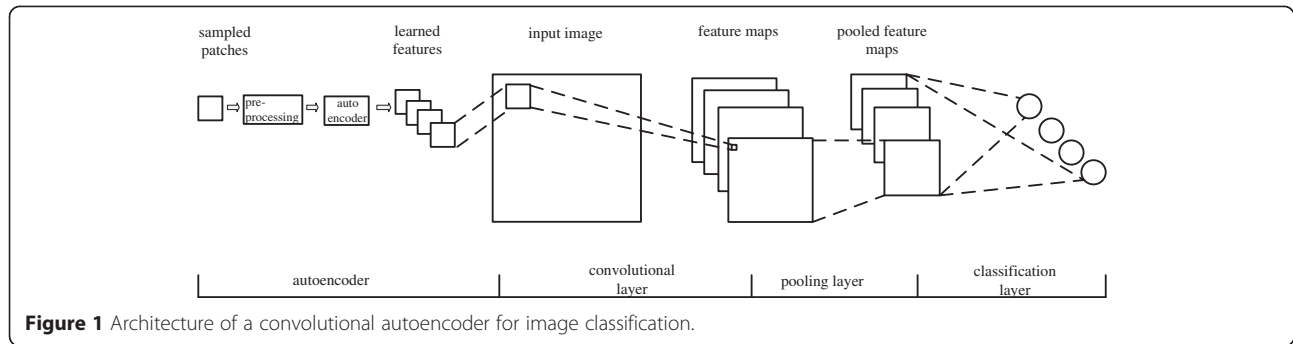 sampled
patches
learned
features
input image
feature maps
pooled feature
maps
pre-
processing
auto
encoder
autoencoder
convolutional
layer
pooling layer
classification
layer
Figure 1 Architecture of a convolutional autoencoder for image classification.